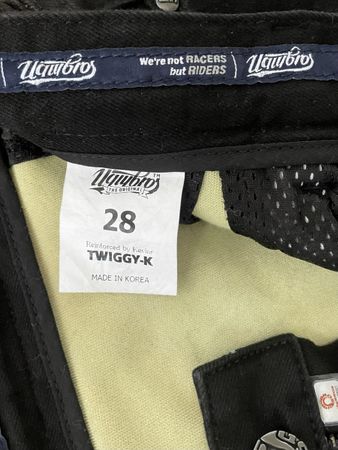 uglyBROS
We're not RACERS
but RIDERS
uglyBROS
uglyBROS TM
THE ORIGINAL
28
Reinforced by Kevlar
TWIGGY-K
MADE IN KOREA